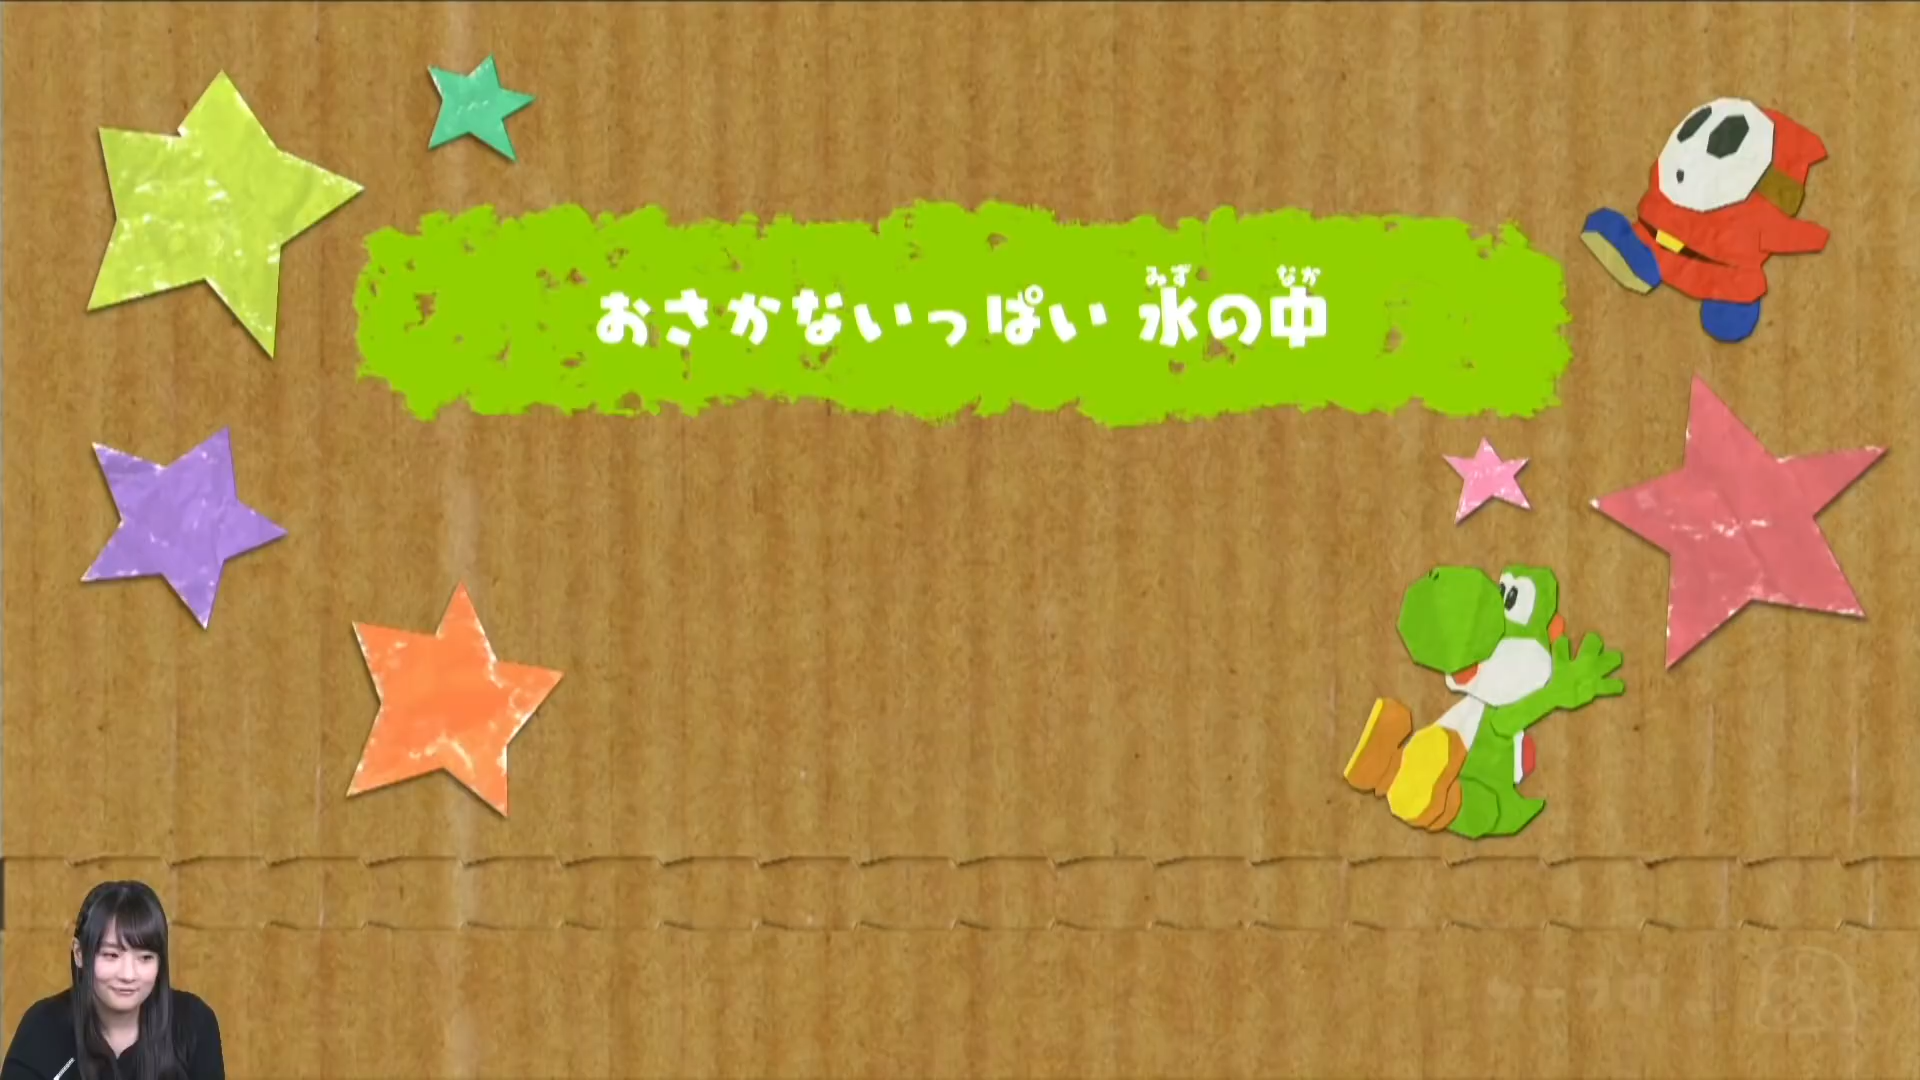 おさかないっぱい 水の中
みず なか